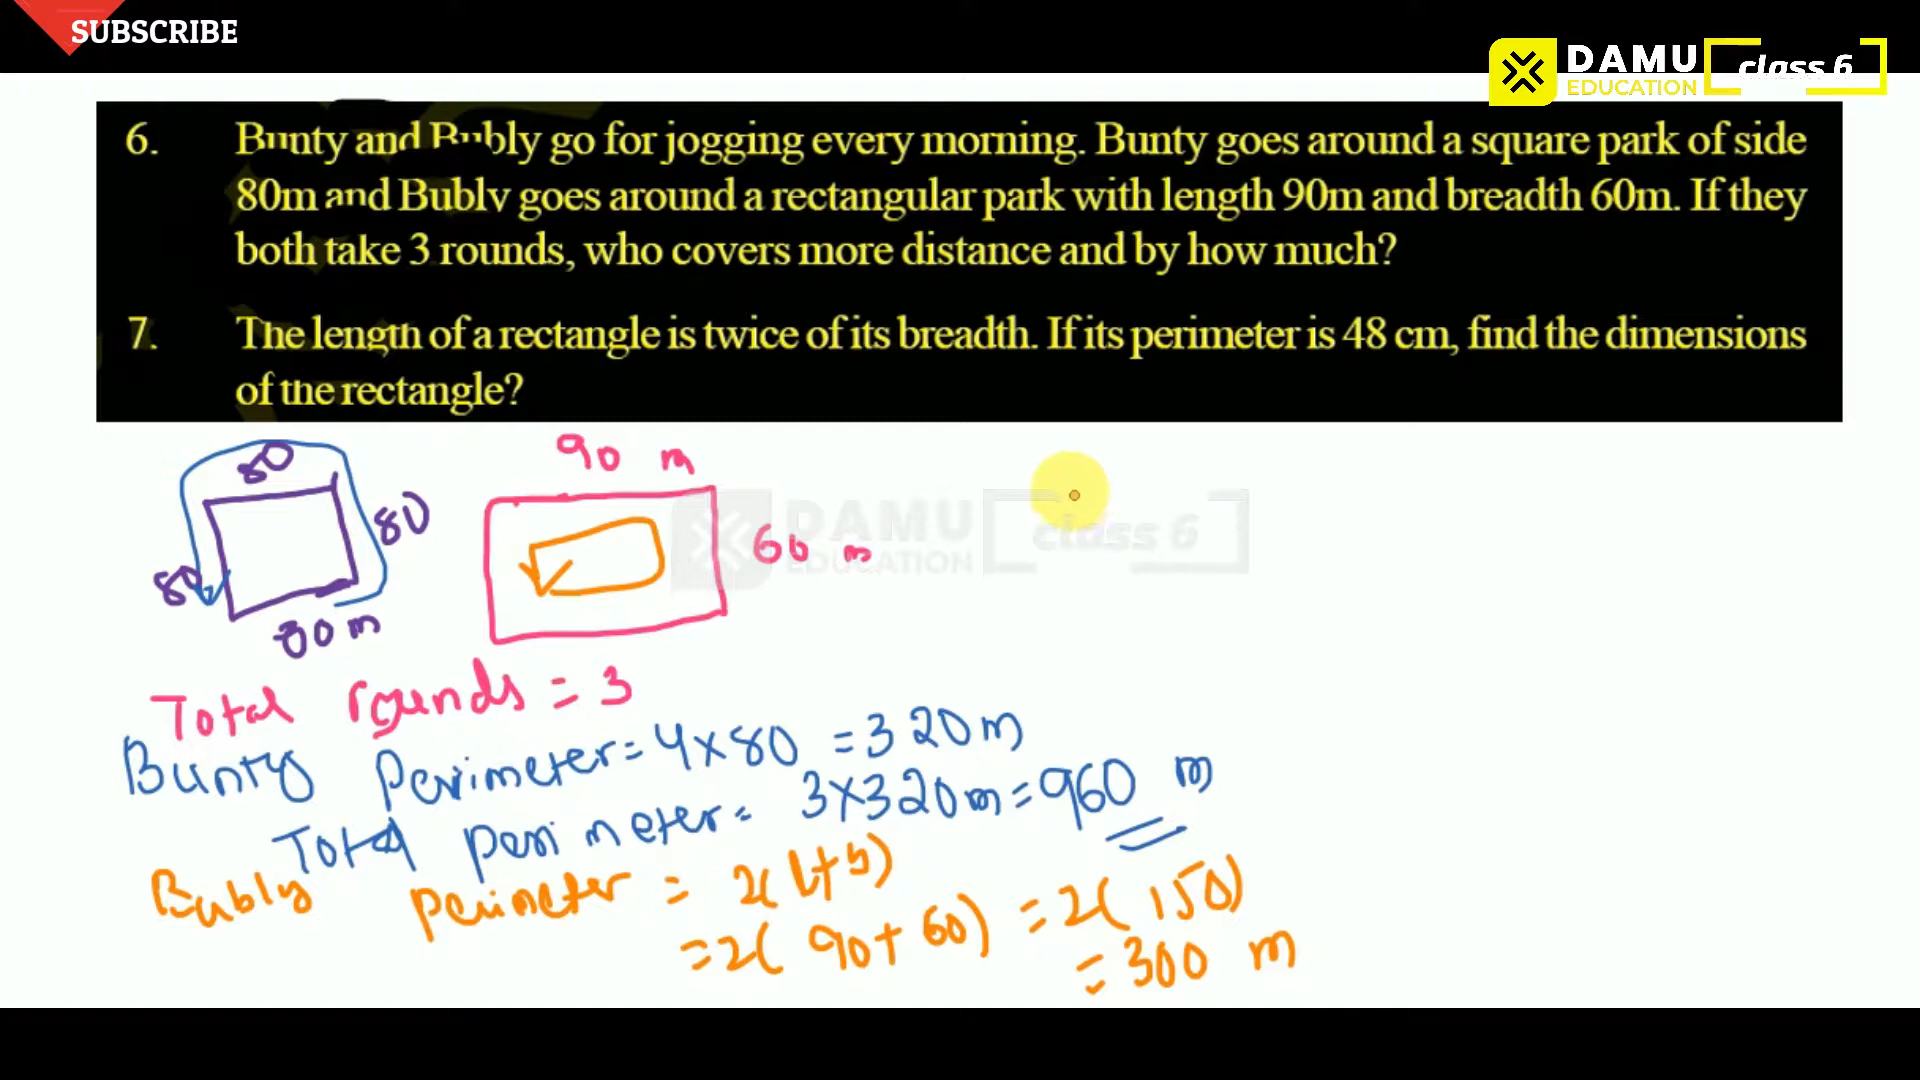 SUBSCRIBE
DAMU
EDUCATION
class 6
6. Bunty and Bubly go for jogging every morning. Bunty goes around a square park of side
80m and Bubly goes around a rectangular park with length 90m and breadth 60m. If they
both take 3 rounds, who covers more distance and by how much?
7. The length of a rectangle is twice of its breadth. If its perimeter is 48 cm, find the dimensions
of the rectangle?
80
80
80
80 m
90 m
60 m
DAMU
EDUCATION
class 6
Total rounds = 3
Bunty Perimeter = 4×80 = 320m
Total perimeter = 3×320m = 960 m
Bubly perimeter = 2(l+b)
=2( 90+60) = 2( 150)
= 300 m